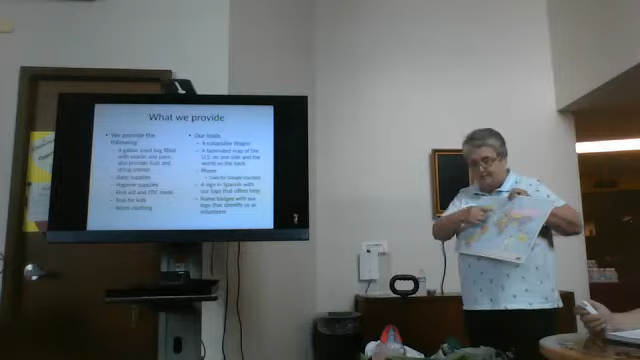 What we provide
• We provide the
following
– A gallon sized bag filled
with snacks and juice,
also provide fruit and
string cheese
– Baby supplies
– Hygiene supplies
– First aid and OTC meds
– Toys for kids
– Warm clothing
• Our tools
– A collapsible Wagon
– A laminated map of the
U.S. on one side and the
world on the back
– Phone
– A sign in Spanish with
our logo that offers help
– Name badges with our
logo that identify us as
volunteers